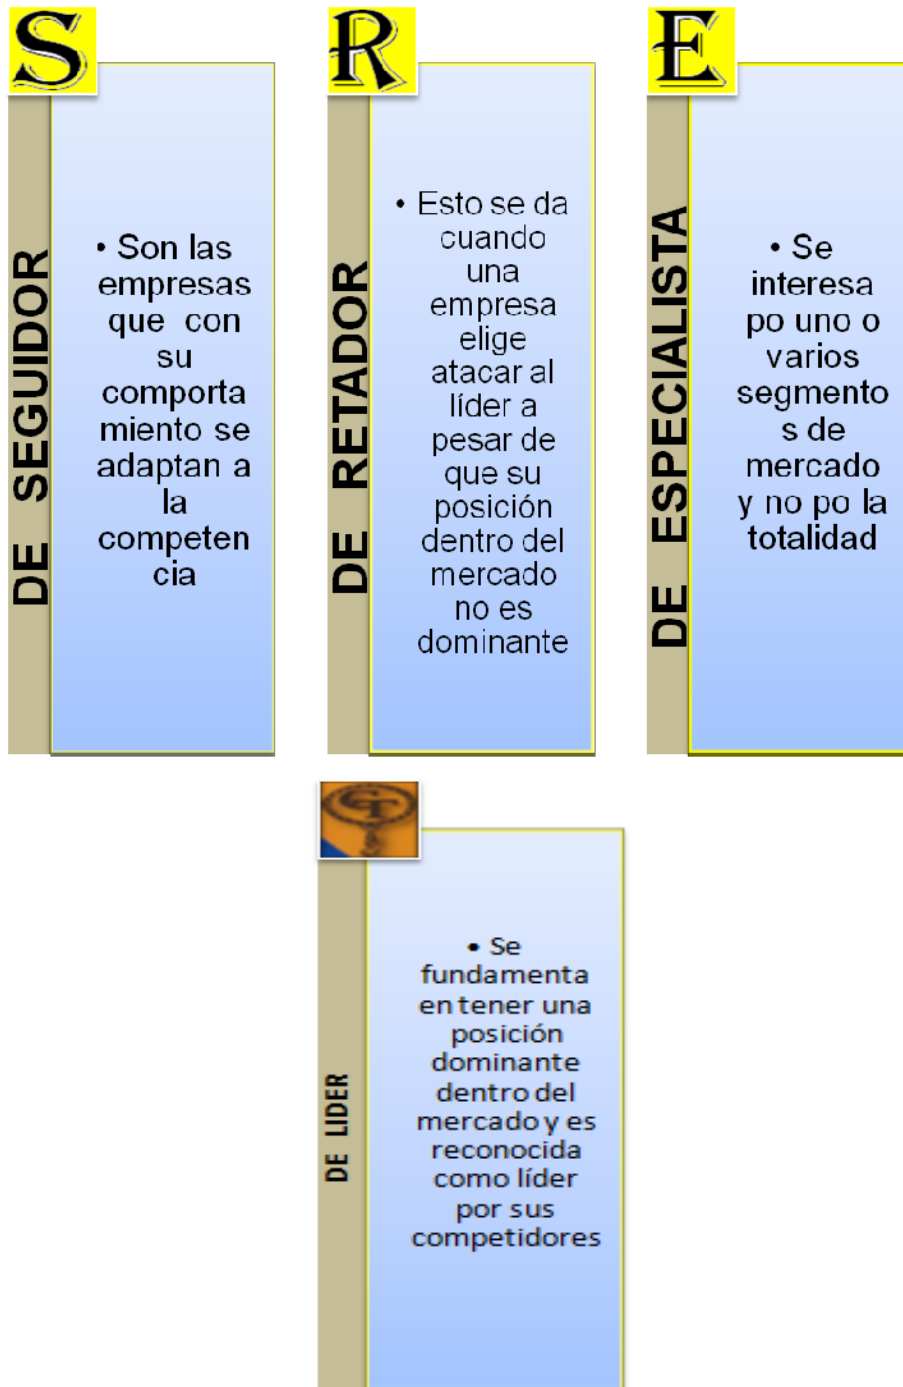 S
DE SEGUIDOR
• Son las
empresas
que con
su
comporta
miento se
adaptan a
la
competen
cia
R
DE RETADOR
• Esto se da
cuando
una
empresa
elige
atacar al
líder a
pesar de
que su
posición
dentro del
mercado
no es
dominante
E
DE ESPECIALISTA
• Se
interesa
po uno o
varios
segmento
s de
mercado
y no po la
totalidad
DE LIDER
• Se
fundamenta
en tener una
posición
dominante
dentro del
mercado y es
reconocida
como líder
por sus
competidores